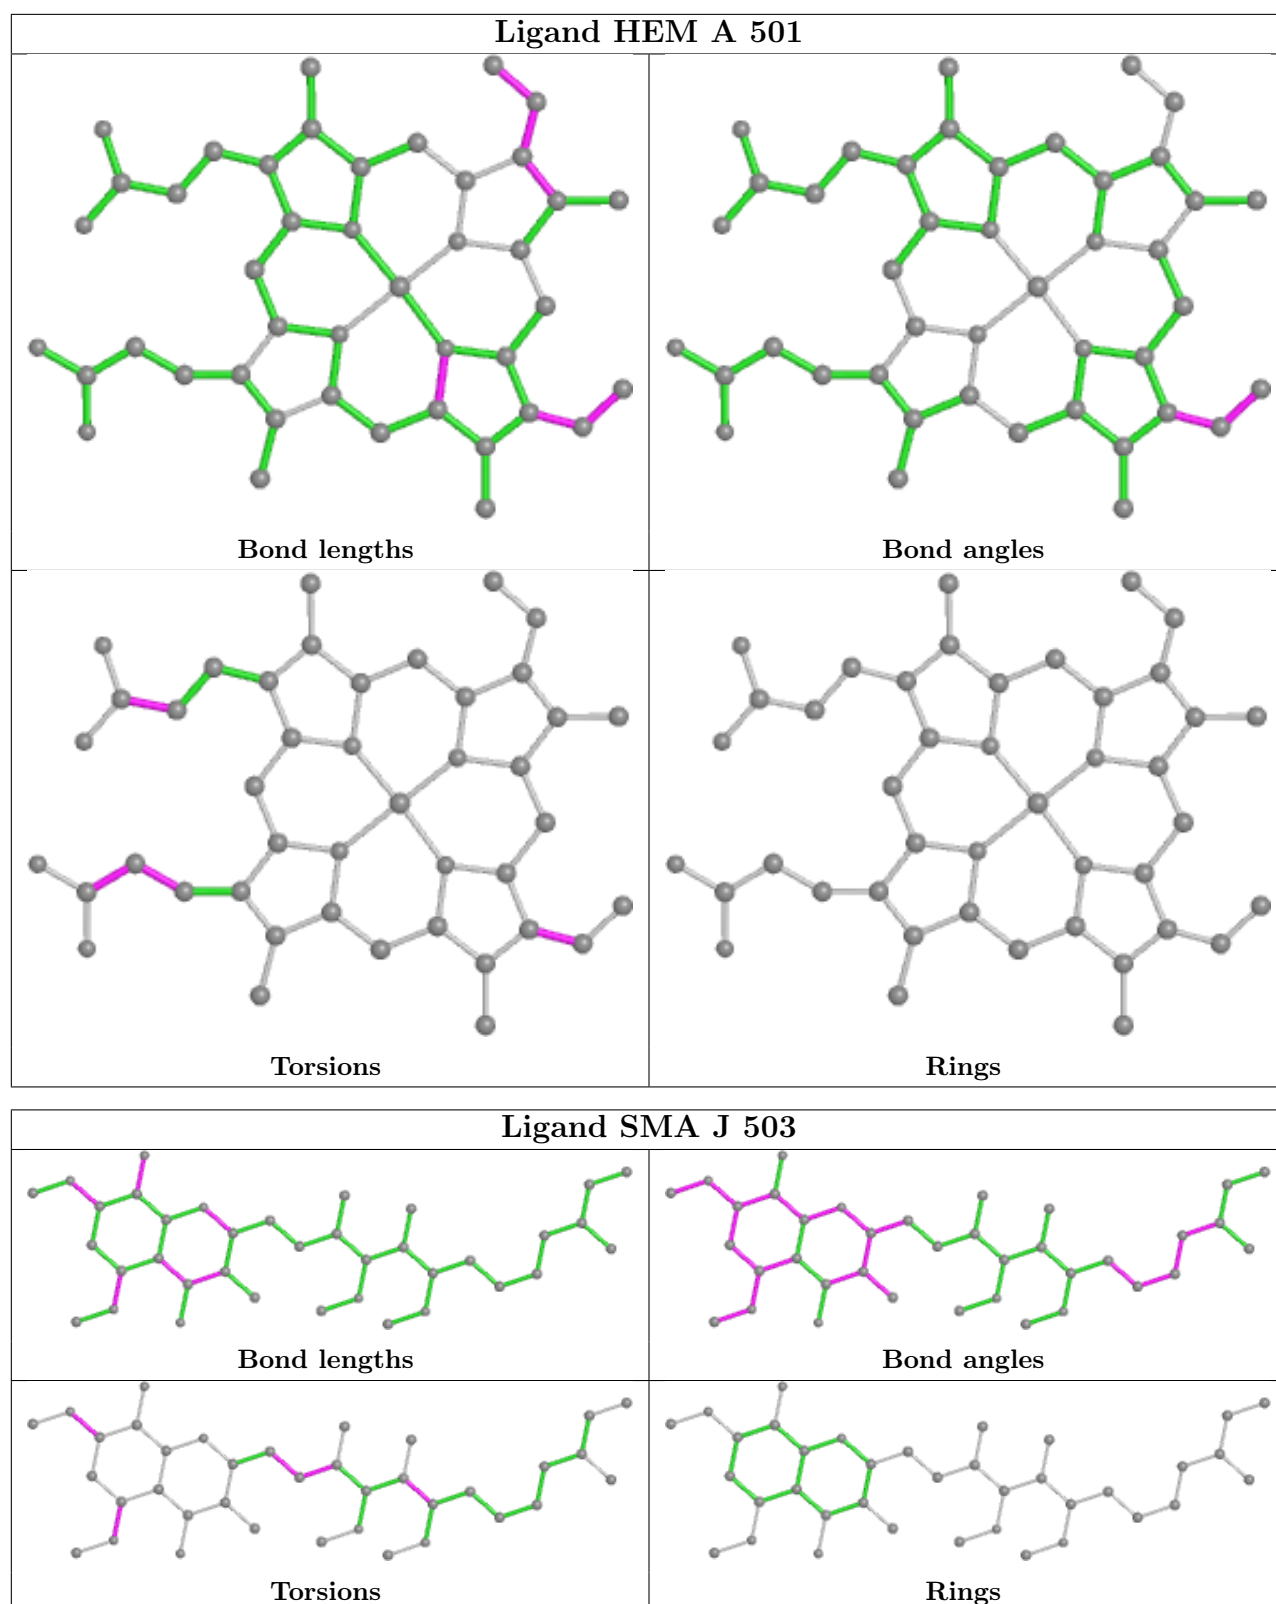 Ligand HEM A 501
Bond lengths
Bond angles
Torsions
Rings
Ligand SMA J 503
Bond lengths
Bond angles
Torsions
Rings